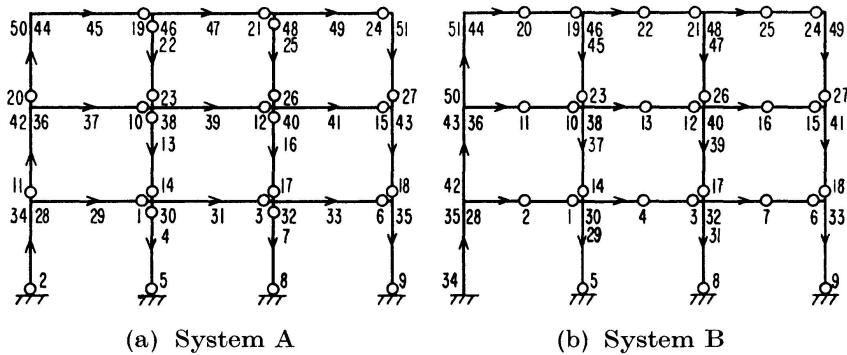 50 44 45 19 46 47 21 48 49 24 51
22 25
20 23 26 27
42 36 37 10 38 39 12 40 41 15 43
13 16
11 14 17 18
34 28 29 1 30 31 3 32 33 6 35
4 7
2 5 8 9
(a) System A
51 44 20 19 46 22 21 48 25 24 49
45 47
50 23 26 27
43 36 11 10 38 13 12 40 16 15 41
37 39
42 14 17 18
35 28 2 1 30 4 3 32 7 6 33
29 31
34 5 8 9
(b) System B